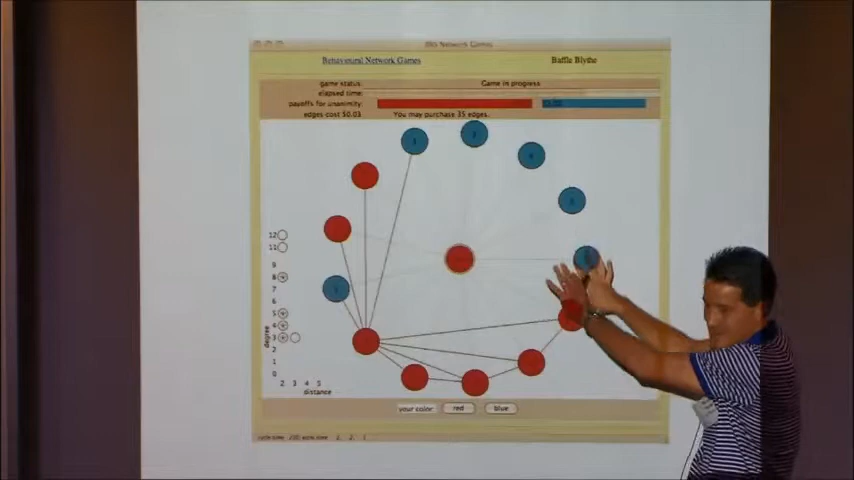 Network Games
Behavioural Network Games
Baffle Blythe
game status: Game in progress
elapsed time:
payoffs for unanimity:
edges cost $0.03 You may purchase 35 edges.
12
11
9
8
7
6
5
4
3
2
1
0
degree
2 3 4 5
distance
your color: red blue